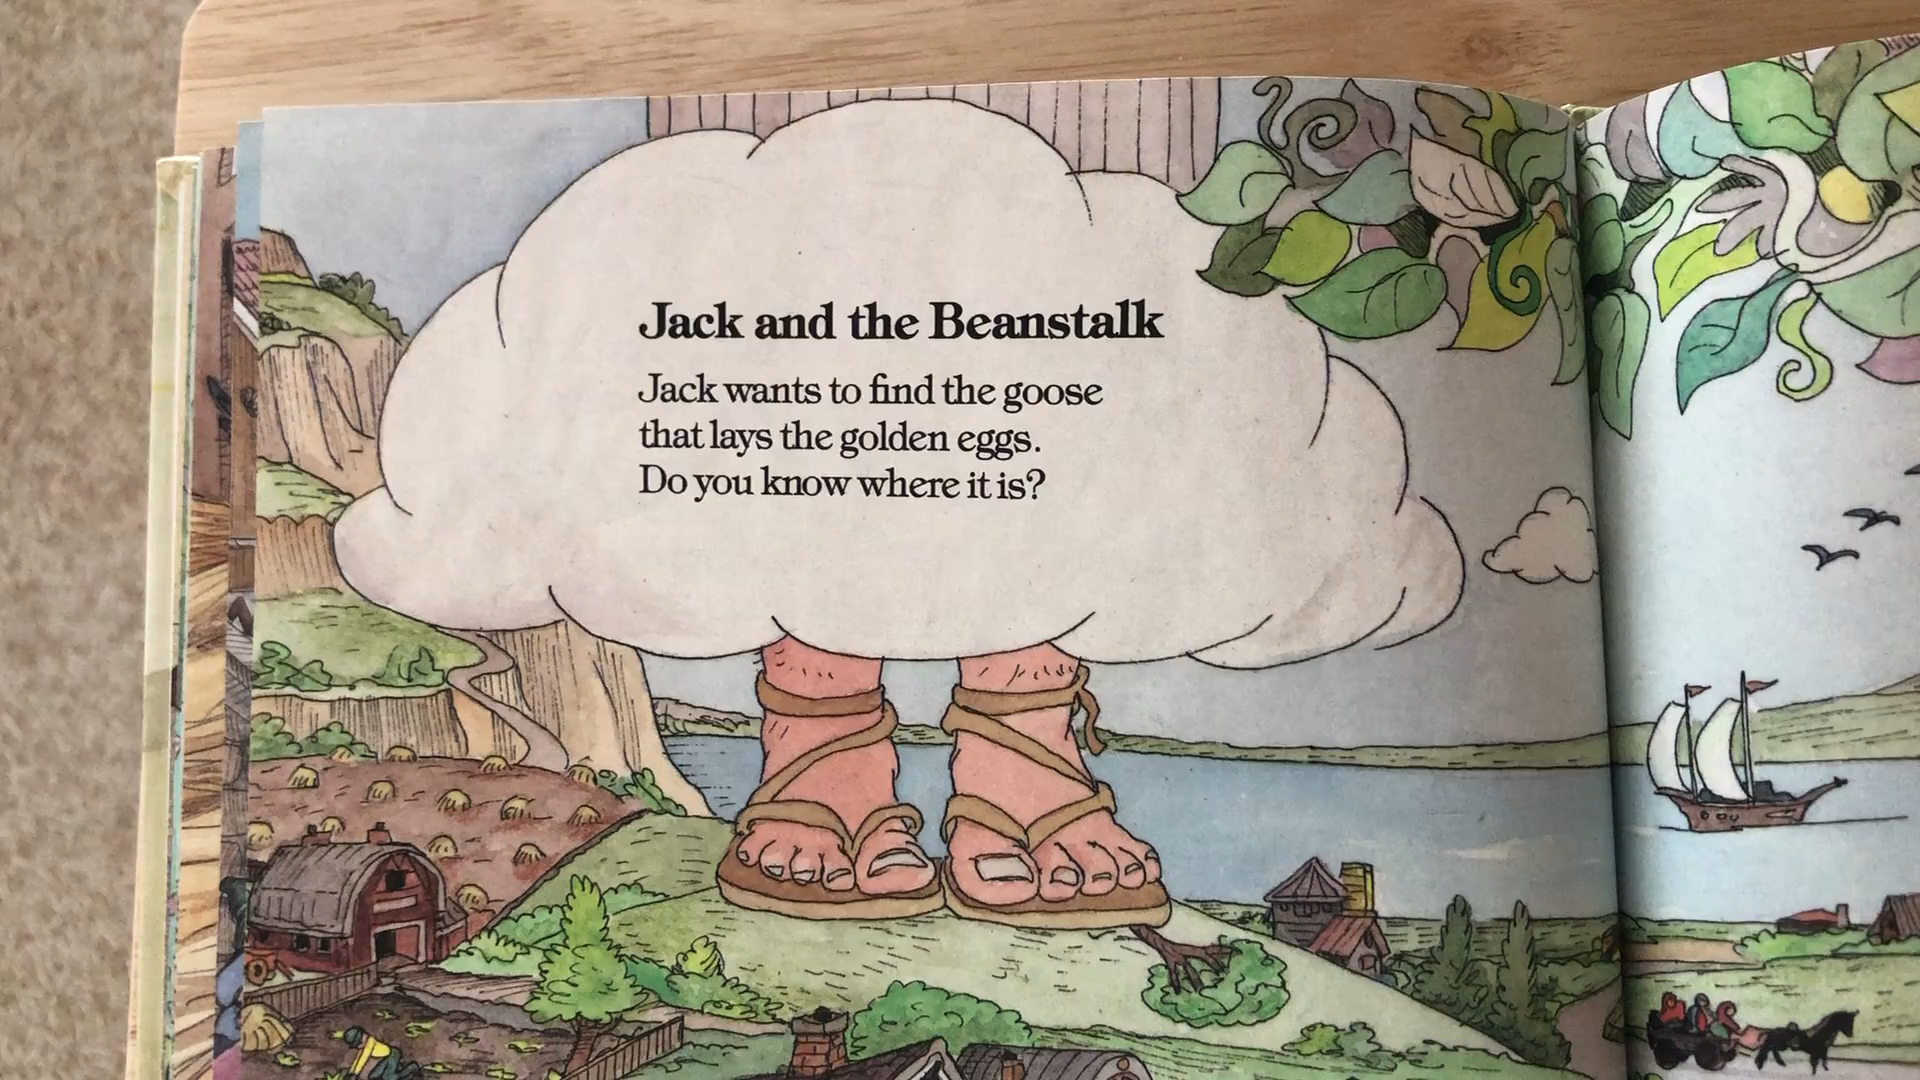 Jack and the Beanstalk
Jack wants to find the goose
that lays the golden eggs.
Do you know where it is?